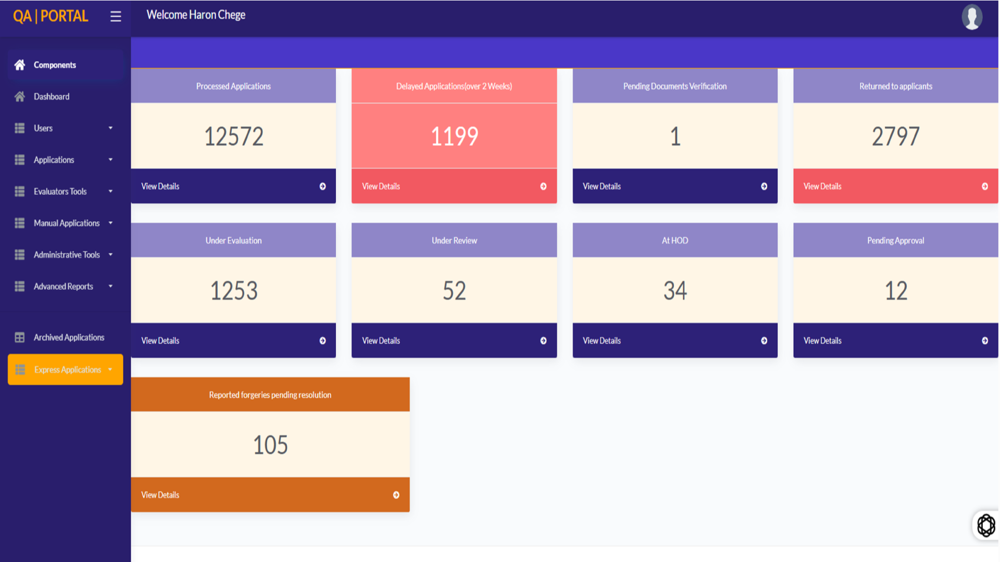 QA | PORTAL
Welcome Haron Chege
Components
Dashboard
Users
Applications
Evaluators Tools
Manual Applications
Administrative Tools
Advanced Reports
Archived Applications
Express Applications
Processed Applications
12572
View Details
Delayed Applications(over 2 Weeks)
1199
View Details
Pending Documents Verification
1
View Details
Returned to applicants
2797
View Details
Under Evaluation
1253
View Details
Under Review
52
View Details
At HOD
34
View Details
Pending Approval
12
View Details
Reported forgeries pending resolution
105
View Details